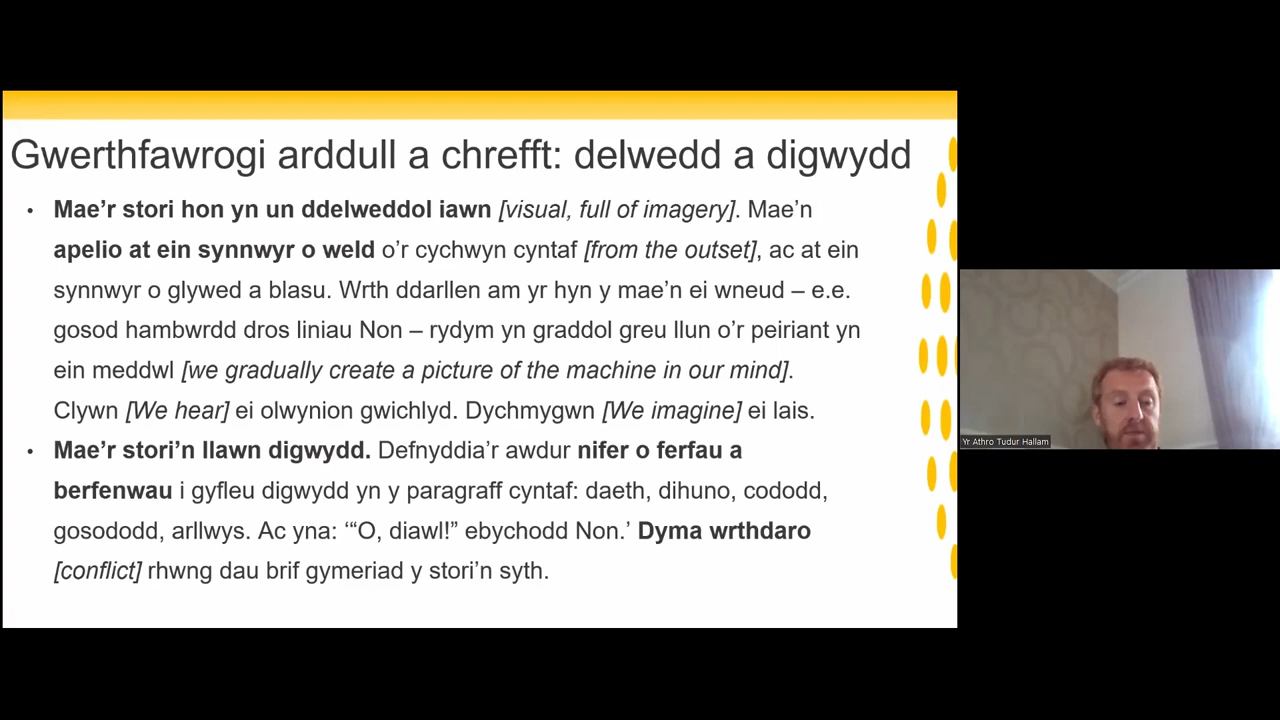 Gwerthfawrogi arddull a chrefft: delwedd a digwydd
• Mae’r stori hon yn un ddelweddol iawn [visual, full of imagery]. Mae’n
apelio at ein synnwyr o weld o’r cychwyn cyntaf [from the outset], ac at ein
synnwyr o glywed a blasu. Wrth ddarllen am yr hyn y mae’n ei wneud – e.e.
gosod hambwrdd dros liniau Non – rydym yn graddol greu llun o’r peiriant yn
ein meddwl [we gradually create a picture of the machine in our mind].
Clywn [We hear] ei olwynion gwichlyd. Dychmygwn [We imagine] ei lais.
• Mae’r stori’n llawn digwydd. Defnyddia’r awdur nifer o ferfau a
berfenwau i gyfleu digwydd yn y paragraff cyntaf: daeth, dihuno, cododd,
gosododd, arllwys. Ac yna: ‘“O, diawl!” ebychodd Non.’ Dyma wrthdaro
[conflict] rhwng dau brif gymeriad y stori’n syth.
Yr Athro Tudur Hallam